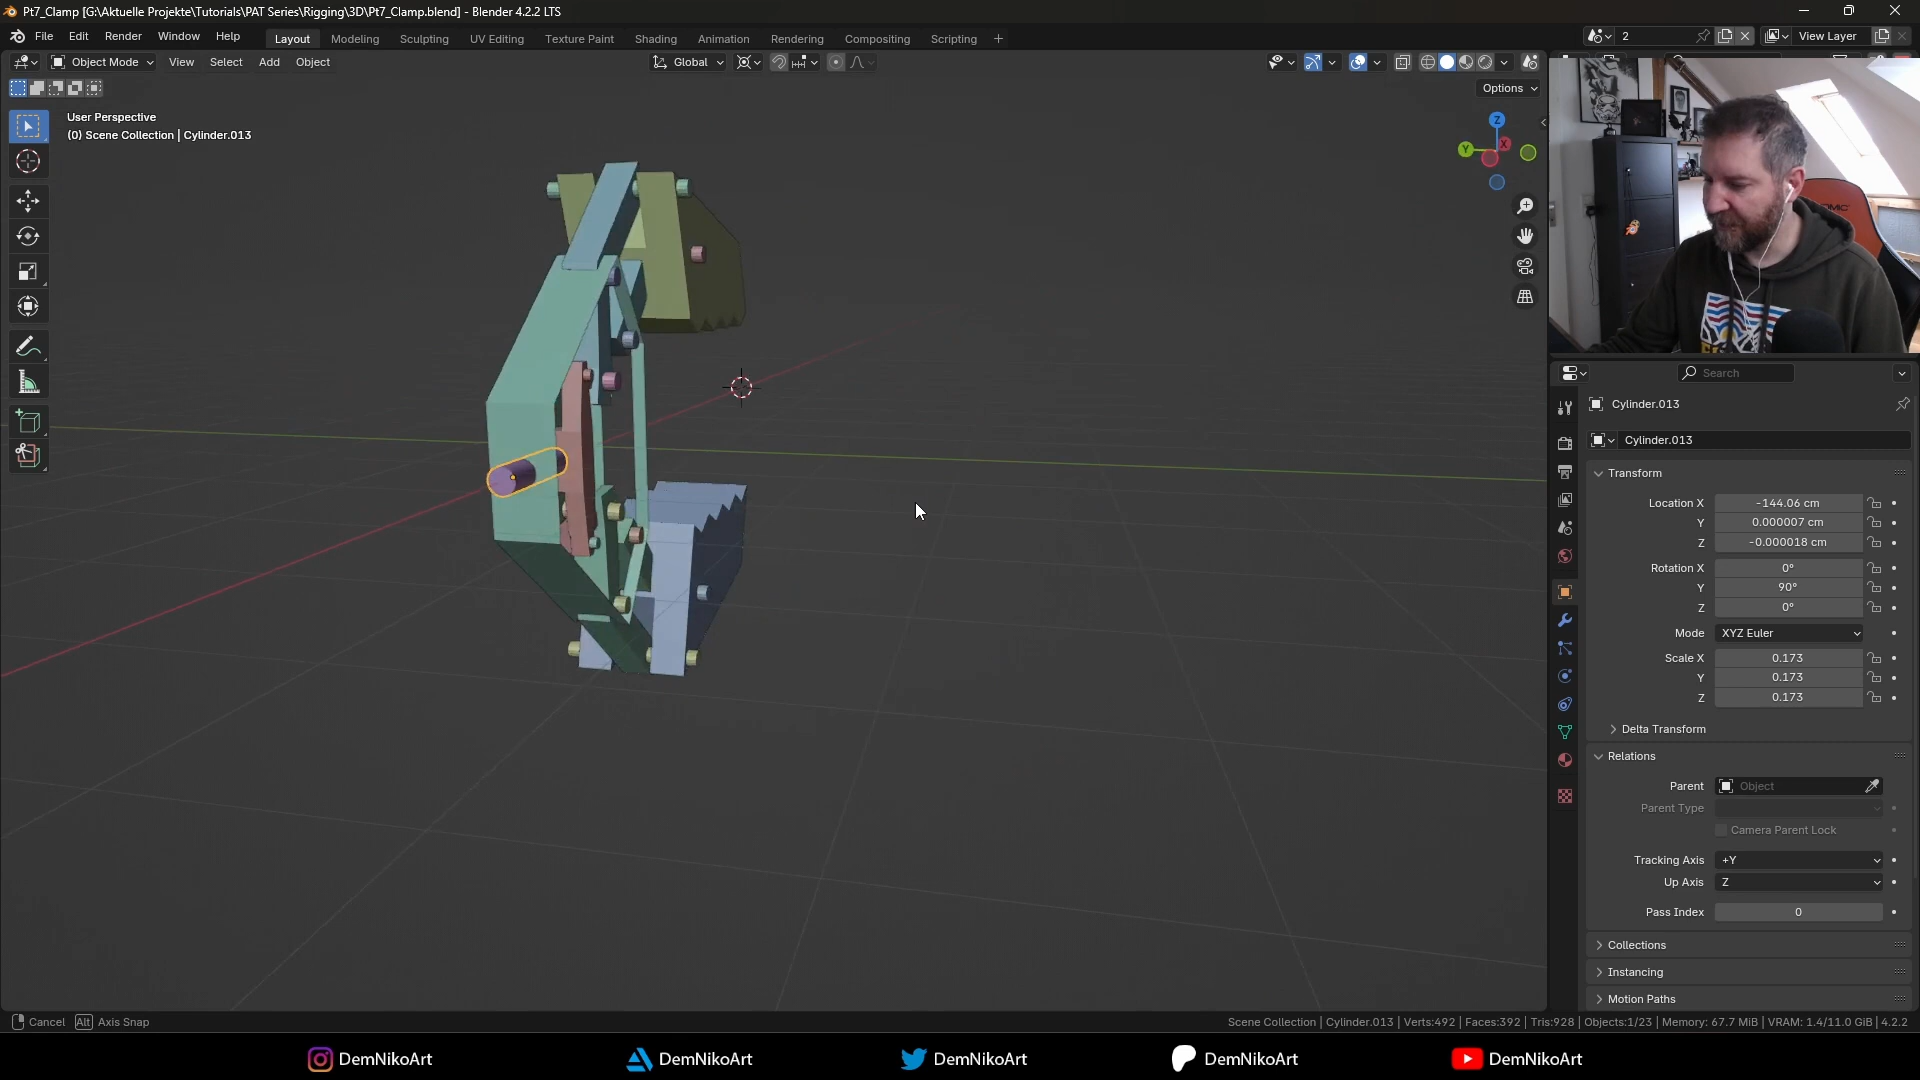 Pt7_Clamp [G:\Aktuelle Projekte\Tutorials\PAT Series\Rigging\3D\Pt7_Clamp.blend] - Blender 4.2.2 LTS
File Edit Render Window Help Layout Modeling Sculpting UV Editing Texture Paint Shading Animation Rendering Compositing Scripting + 2 View Layer
Object Mode View Select Add Object Global
Options
User Perspective
(0) Scene Collection | Cylinder.013
Z
Y X
Search
Cylinder.013
Cylinder.013
Transform
Location X -144.06 cm
Y 0.000007 cm
Z -0.000018 cm
Rotation X 0°
Y 90°
Z 0°
Mode XYZ Euler
Scale X 0.173
Y 0.173
Z 0.173
Delta Transform
Relations
Parent Object
Parent Type
Camera Parent Lock
Tracking Axis +Y
Up Axis Z
Pass Index 0
Collections
Instancing
Motion Paths
Cancel Alt Axis Snap
Scene Collection | Cylinder.013 | Verts:492 | Faces:392 | Tris:928 | Objects:1/23 | Memory: 67.7 MiB | VRAM: 1.4/11.0 GiB | 4.2.2
DemNikoArt DemNikoArt DemNikoArt DemNikoArt DemNikoArt